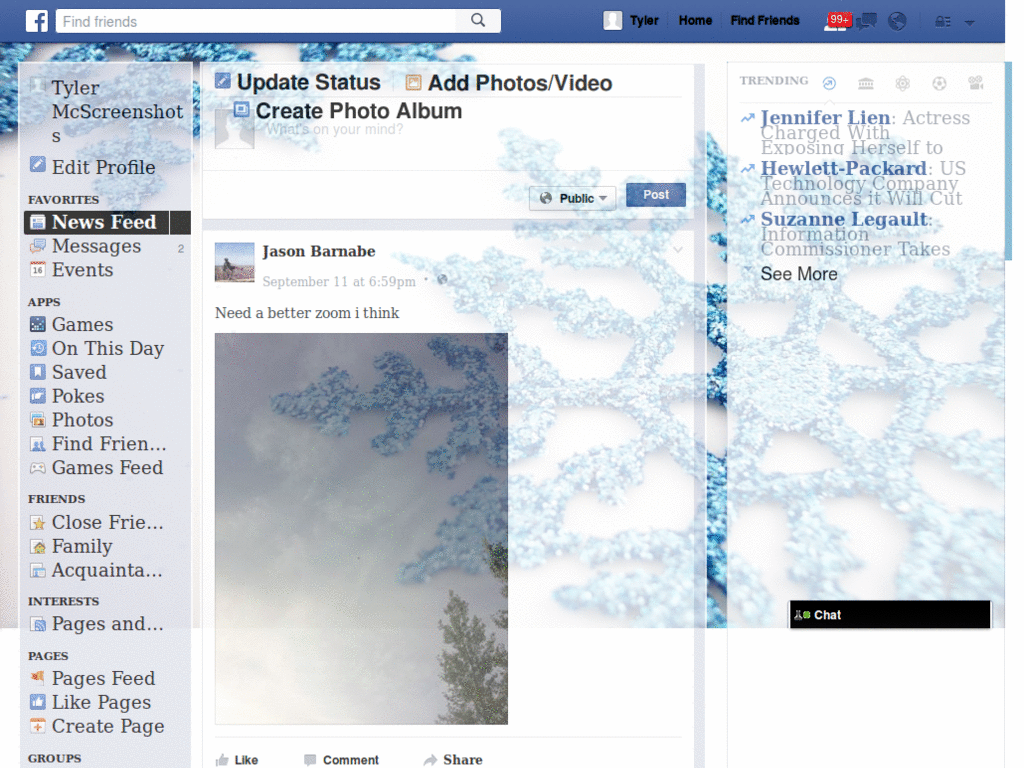 f
Find friends
Tyler Home Find Friends 99+
Tyler
McScreenshot
s
Edit Profile
FAVORITES
News Feed
Messages 2
16 Events
APPS
Games
On This Day
Saved
Pokes
Photos
Find Frien...
Games Feed
FRIENDS
Close Frie...
Family
Acquainta...
INTERESTS
Pages and...
PAGES
Pages Feed
Like Pages
Create Page
GROUPS
Update Status Add Photos/Video
Create Photo Album
What's on your mind?
Public Post
Jason Barnabe
September 11 at 6:59pm ·
Need a better zoom i think
Like Comment Share
TRENDING
Jennifer Lien: Actress
Charged With
Exposing Herself to
Hewlett-Packard: US
Technology Company
Announces it Will Cut
Suzanne Legault:
Information
Commissioner Takes
See More
Chat